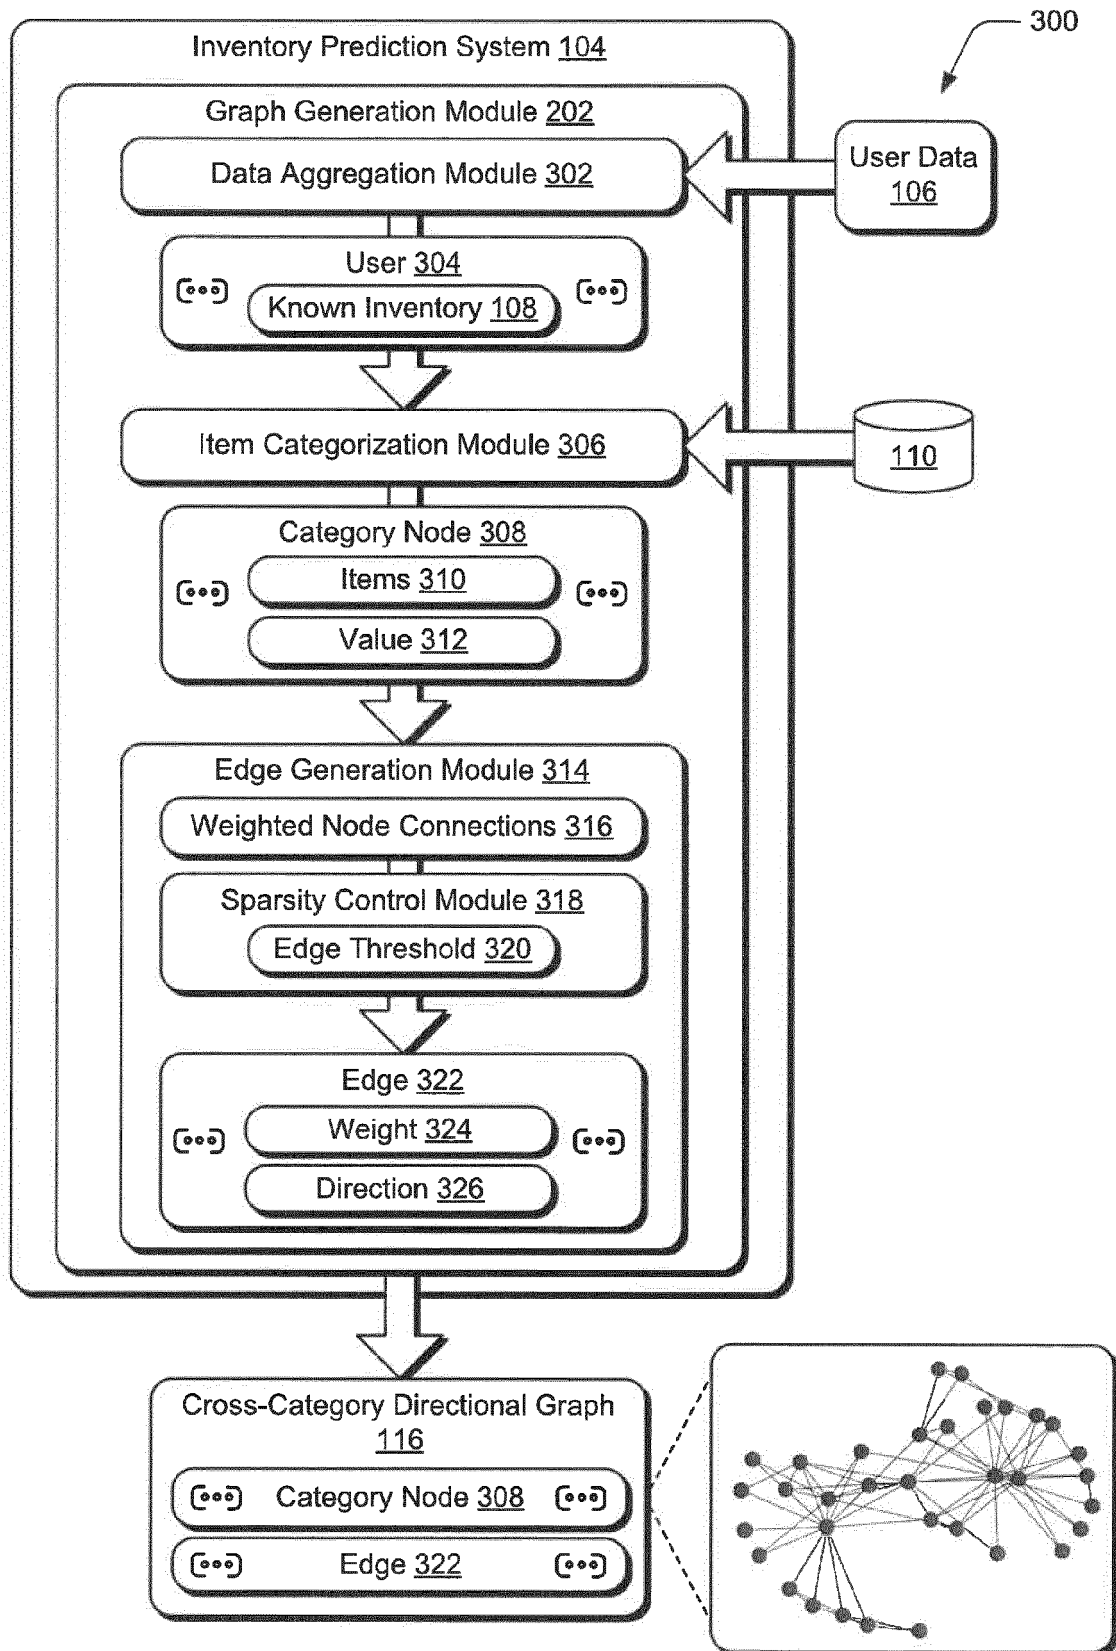 300
Inventory Prediction System 104
Graph Generation Module 202
Data Aggregation Module 302
User Data
106
User 304
Known Inventory 108
Item Categorization Module 306
110
Category Node 308
Items 310
Value 312
Edge Generation Module 314
Weighted Node Connections 316
Sparsity Control Module 318
Edge Threshold 320
Edge 322
Weight 324
Direction 326
Cross-Category Directional Graph
116
Category Node 308
Edge 322